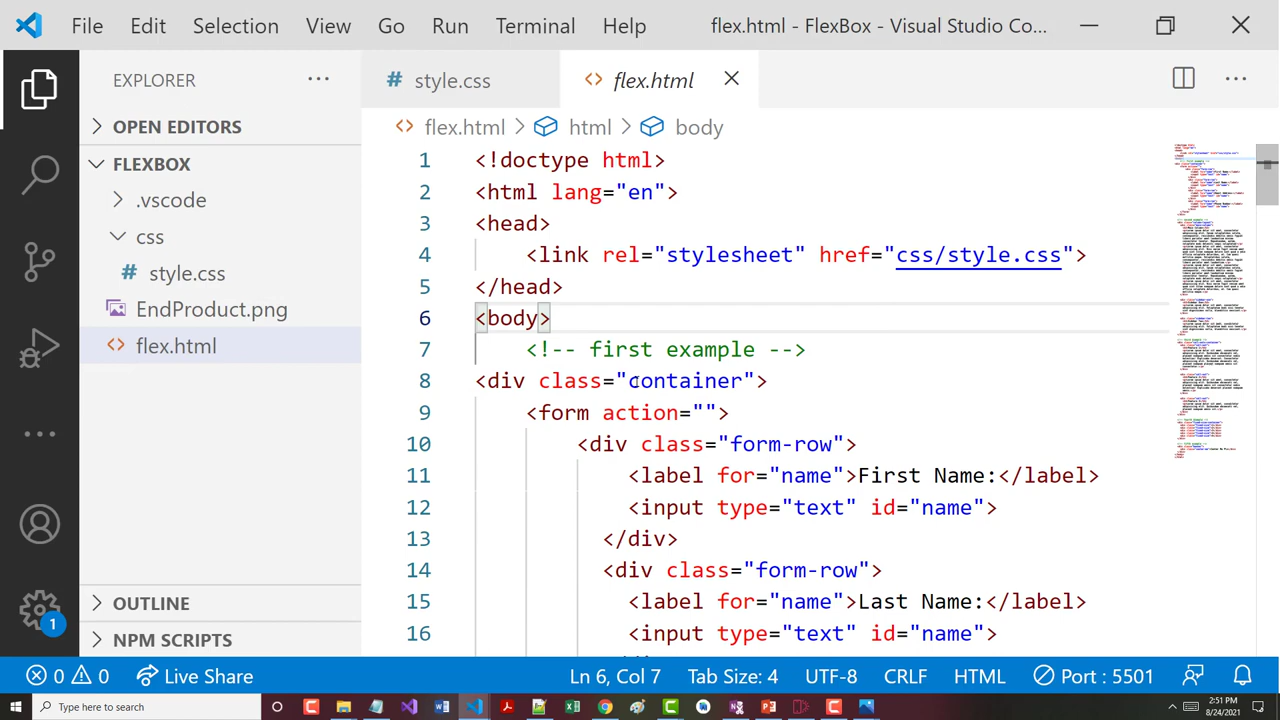 File Edit Selection View Go Run Terminal Help flex.html - FlexBox - Visual Studio Co...
EXPLORER
OPEN EDITORS
FLEXBOX
.vscode
css
style.css
EndProduct.png
flex.html
OUTLINE
NPM SCRIPTS
style.css flex.html
flex.html > html > body
1 <!doctype html>
2 <html lang="en">
3 <head>
4 <link rel="stylesheet" href="css/style.css">
5 </head>
6 <body>
7 <!-- first example -->
8 <div class="container">
9 <form action="">
10 <div class="form-row">
11 <label for="name">First Name:</label>
12 <input type="text" id="name">
13 </div>
14 <div class="form-row">
15 <label for="name">Last Name:</label>
16 <input type="text" id="name">
1
0 0 Live Share Ln 6, Col 7 Tab Size: 4 UTF-8 CRLF HTML Port : 5501
Type here to search
2:51 PM
8/24/2021